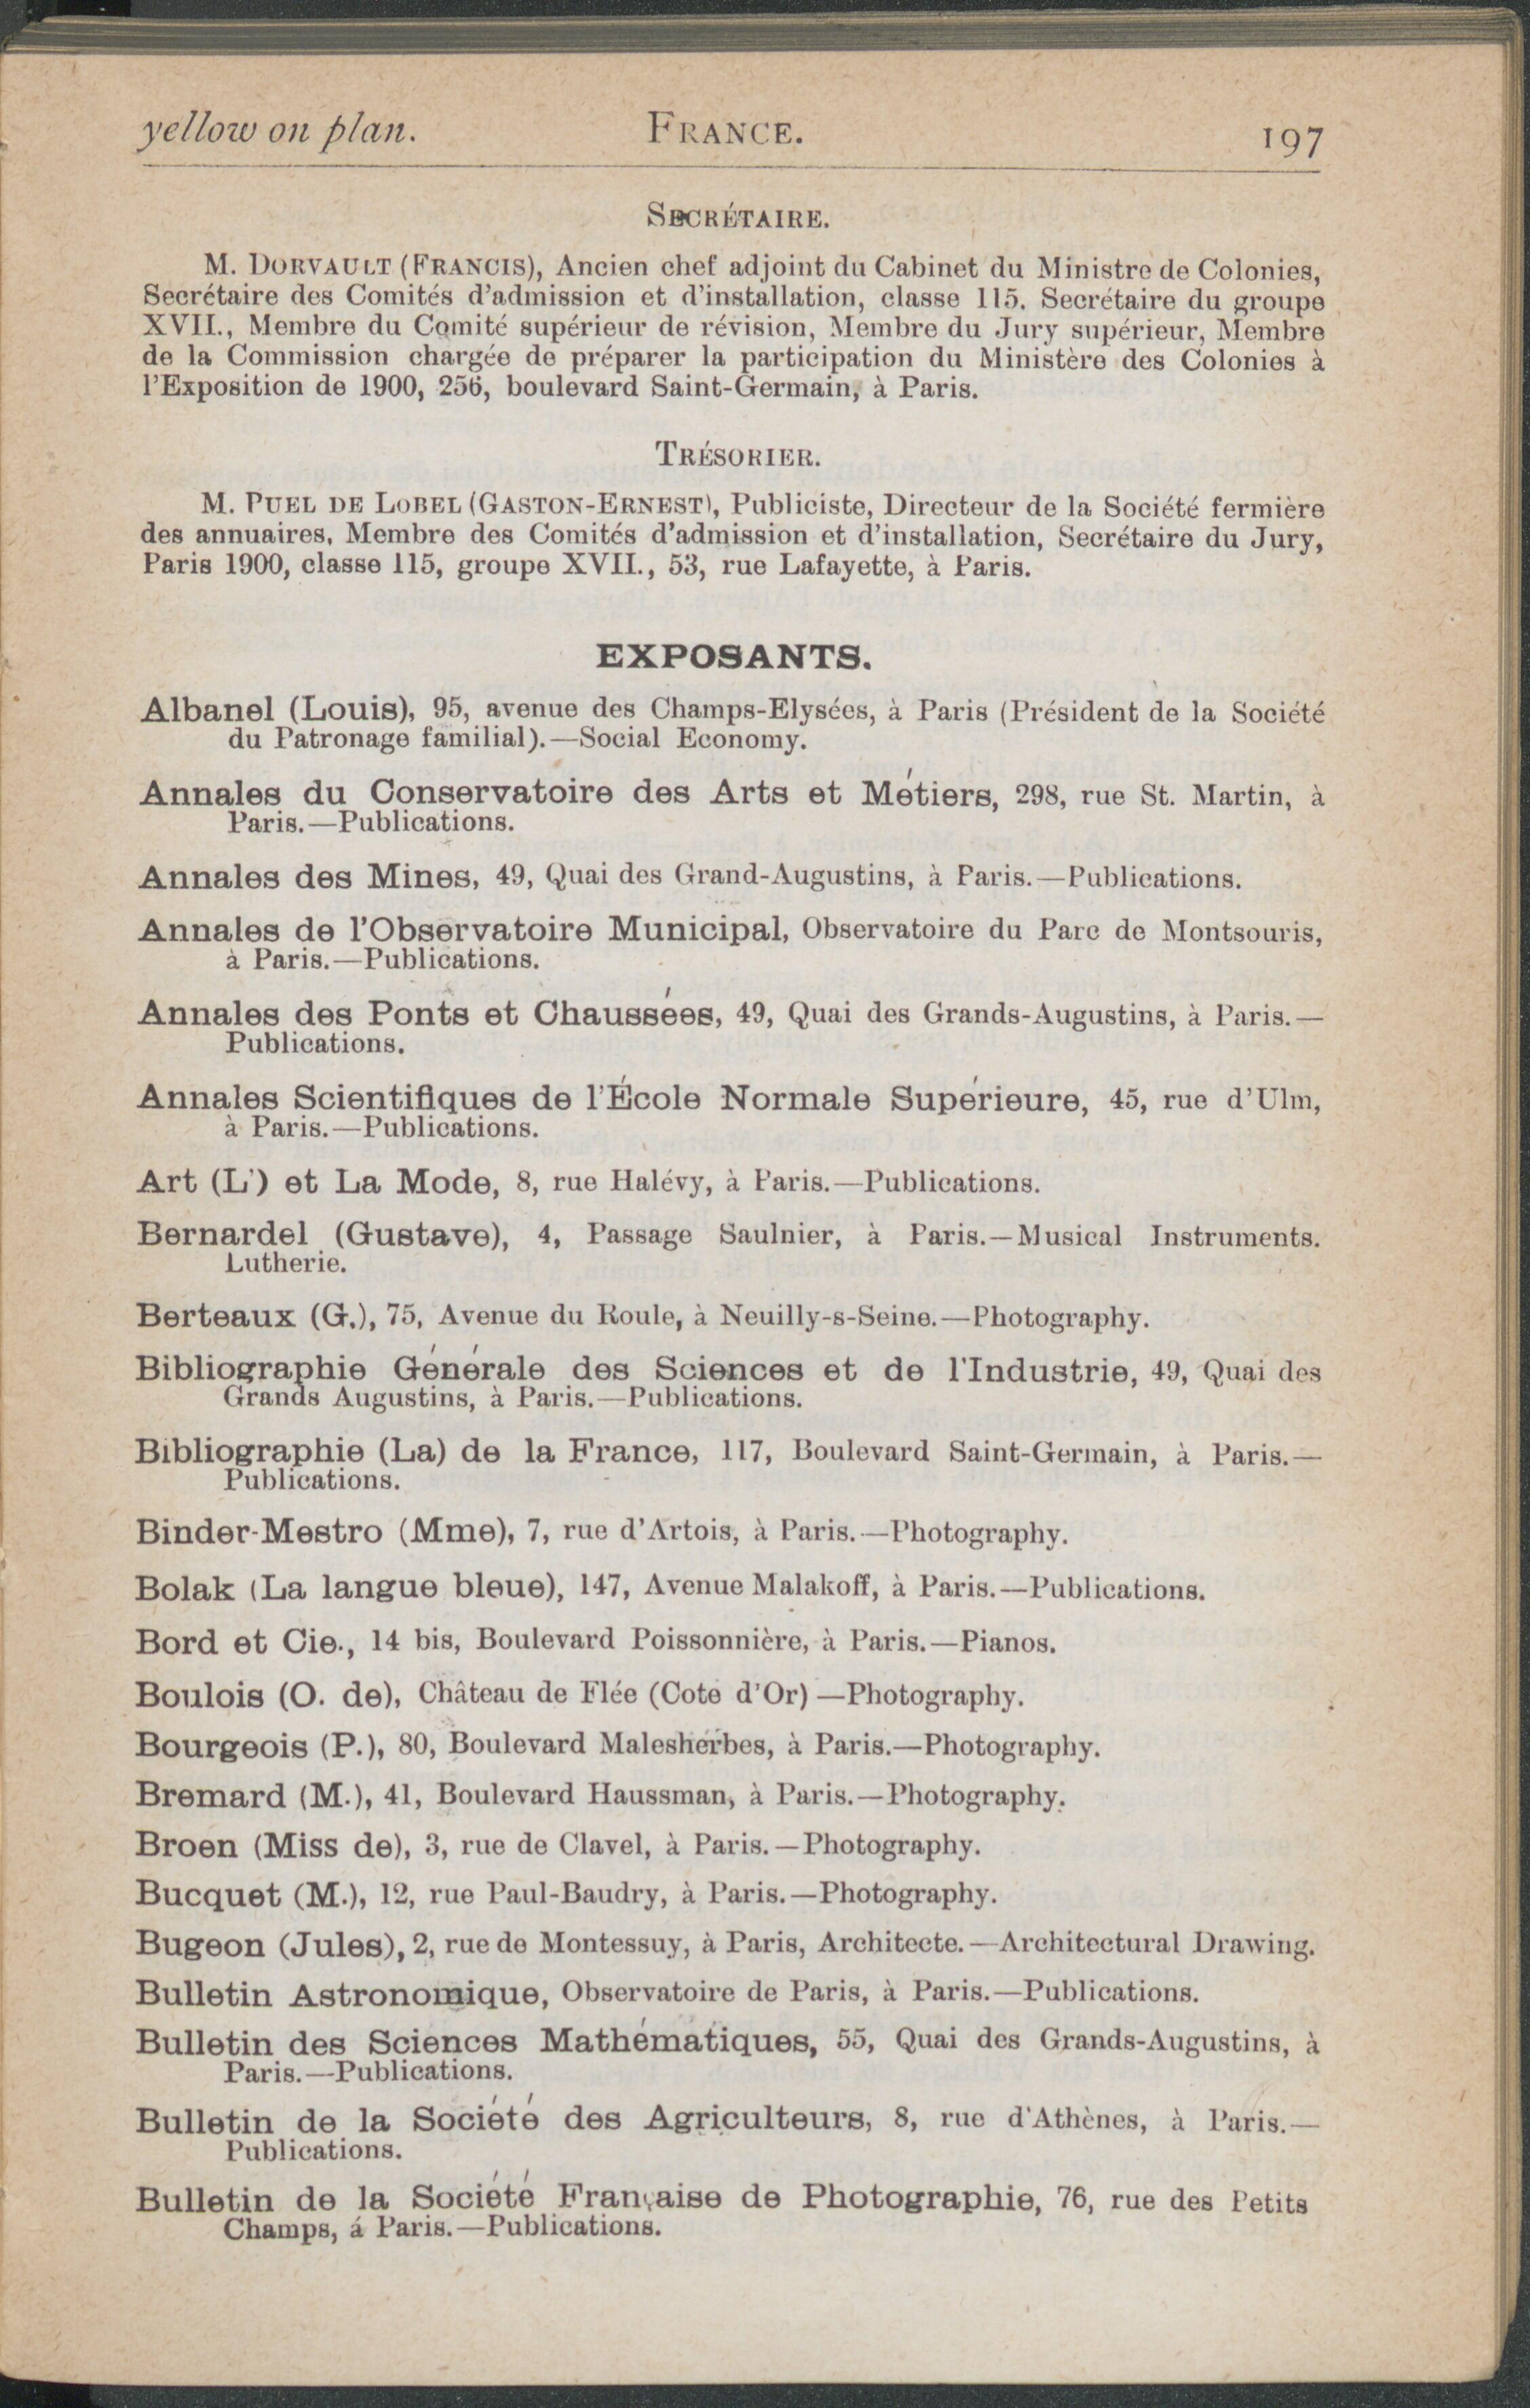 yellow on plan. FRANCE. 197
SECRÉTAIRE.
M. DORVAULT (FRANCIS), Ancien chef adjoint du Cabinet du Ministre de Colonies,
Secrétaire des Comités d'admission et d'installation, classe 115. Secrétaire du groupe
XVII., Membre du Comité supérieur de révision, Membre du Jury supérieur, Membre
de la Commission chargée de préparer la participation du Ministère des Colonies à
l'Exposition de 1900, 256, boulevard Saint-Germain, à Paris.
TRÉSORIER.
M. PUEL DE LOBEL (GASTON-ERNEST), Publiciste, Directeur de la Société fermière
des annuaires, Membre des Comités d'admission et d'installation, Secrétaire du Jury,
Paris 1900, classe 115, groupe XVII., 53, rue Lafayette, à Paris.
EXPOSANTS.
Albanel (Louis), 95, avenue des Champs-Elysées, à Paris (Président de la Société
du Patronage familial).—Social Economy.
Annales du Conservatoire des Arts et Métiers, 298, rue St. Martin, à
Paris.—Publications.
Annales des Mines, 49, Quai des Grand-Augustins, à Paris.—Publications.
Annales de l'Observatoire Municipal, Observatoire du Parc de Montsouris,
à Paris.—Publications.
Annales des Ponts et Chaussées, 49, Quai des Grands-Augustins, à Paris.—
Publications.
Annales Scientifiques de l'École Normale Supérieure, 45, rue d'Ulm,
à Paris.—Publications.
Art (L') et La Mode, 8, rue Halévy, à Paris.—Publications.
Bernardel (Gustave), 4, Passage Saulnier, à Paris.—Musical Instruments.
Lutherie.
Berteaux (G.), 75, Avenue du Roule, à Neuilly-s-Seine.—Photography.
Bibliographie Générale des Sciences et de l'Industrie, 49, Quai des
Grands Augustins, à Paris.—Publications.
Bibliographie (La) de la France, 117, Boulevard Saint-Germain, à Paris.—
Publications.
Binder-Mestro (Mme), 7, rue d'Artois, à Paris.—Photography.
Bolak (La langue bleue), 147, Avenue Malakoff, à Paris.—Publications.
Bord et Cie., 14 bis, Boulevard Poissonnière, à Paris.—Pianos.
Boulois (O. de), Château de Flée (Cote d'Or) —Photography.
Bourgeois (P.), 80, Boulevard Malesherbes, à Paris.—Photography.
Bremard (M.), 41, Boulevard Haussman, à Paris.—Photography.
Broen (Miss de), 3, rue de Clavel, à Paris.—Photography.
Bucquet (M.), 12, rue Paul-Baudry, à Paris.—Photography.
Bugeon (Jules), 2, rue de Montessuy, à Paris, Architecte.—Architectural Drawing.
Bulletin Astronomique, Observatoire de Paris, à Paris.—Publications.
Bulletin des Sciences Mathématiques, 55, Quai des Grands-Augustins, à
Paris.—Publications.
Bulletin de la Société des Agriculteurs, 8, rue d'Athènes, à Paris.—
Publications.
Bulletin de la Société Française de Photographie, 76, rue des Petits
Champs, á Paris.—Publications.